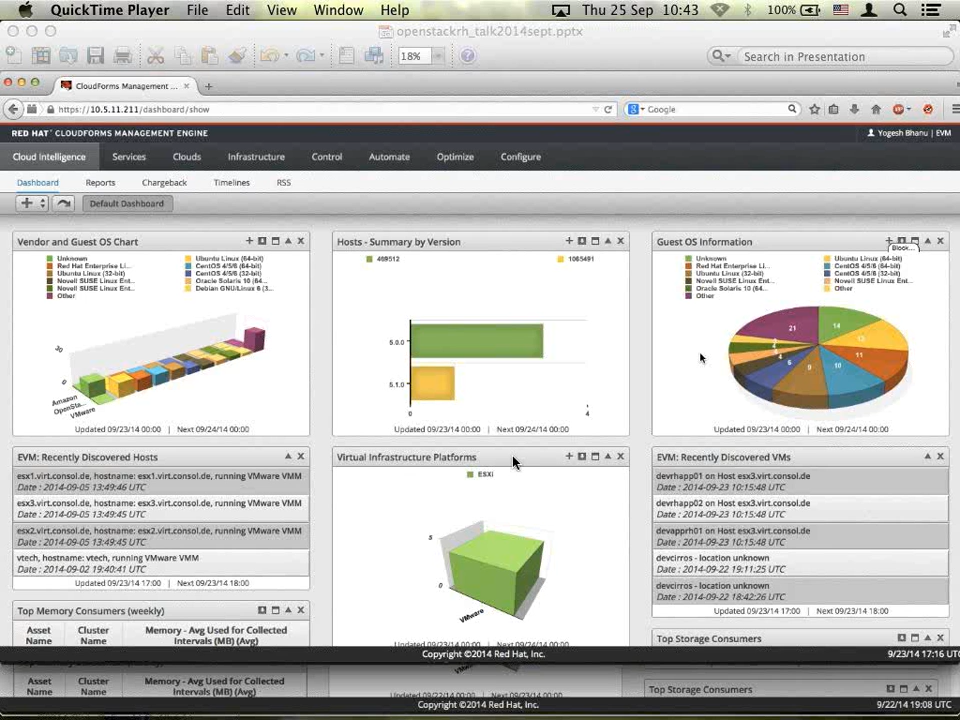 QuickTime Player File Edit View Window Help Thu 25 Sep 10:43 100%
openstackrh_talk2014sept.pptx
18% Search in Presentation
CloudForms Management ...
https://10.5.11.211/dashboard/show Google
RED HAT CLOUDFORMS MANAGEMENT ENGINE Yogesh Bhanu | EVM
Cloud Intelligence Services Clouds Infrastructure Control Automate Optimize Configure
Dashboard Reports Chargeback Timelines RSS
Default Dashboard
Vendor and Guest OS Chart
Unknown Ubuntu Linux (64-bit)
Red Hat Enterprise Li... CentOS 4/5/6 (64-bit)
Ubuntu Linux (32-bit) CentOS 4/5/6 (32-bit)
Novell SUSE Linux Ent... Oracle Solaris 10 (64...
Novell SUSE Linux Ent... Debian GNU/Linux 6 (3...
Other
30
0
Amazon
OpenSta...
VMware
Updated 09/23/14 00:00 | Next 09/24/14 00:00
Hosts - Summary by Version
469512 1065491
5.0.0
5.1.0
0 4
Updated 09/23/14 00:00 | Next 09/24/14 00:00
Guest OS Information
Block...
Unknown Ubuntu Linux (64-bit)
Red Hat Enterprise Li... CentOS 4/5/6 (64-bit)
Ubuntu Linux (32-bit) CentOS 4/5/6 (32-bit)
Oracle Solaris 10 (64... Novell SUSE Linux Ent...
Novell SUSE Linux Ent... Other
Other
21 14
11
10
9
6
4
Updated 09/23/14 00:00 | Next 09/24/14 00:00
EVM: Recently Discovered Hosts
esx1.virt.consol.de, hostname: esx1.virt.consol.de, running VMware VMM
Date : 2014-09-05 13:49:46 UTC
esx3.virt.consol.de, hostname: esx3.virt.consol.de, running VMware VMM
Date : 2014-09-05 13:49:45 UTC
esx2.virt.consol.de, hostname: esx2.virt.consol.de, running VMware VMM
Date : 2014-09-05 13:49:45 UTC
vtech, hostname: vtech, running VMware VMM
Date : 2014-09-02 19:40:41 UTC
Updated 09/23/14 17:00 | Next 09/23/14 18:00
Virtual Infrastructure Platforms
ESXi
5
0
VMware
EVM: Recently Discovered VMs
devrhapp01 on Host esx3.virt.consol.de
Date : 2014-09-23 10:15:48 UTC
devrhapp02 on Host esx3.virt.consol.de
Date : 2014-09-23 10:15:48 UTC
devapprh01 on Host esx3.virt.consol.de
Date : 2014-09-23 10:15:48 UTC
devcirros - location unknown
Date : 2014-09-22 19:11:25 UTC
devcirros - location unknown
Date : 2014-09-22 18:42:26 UTC
Updated 09/23/14 17:00 | Next 09/23/14 18:00
Top Memory Consumers (weekly)
Asset Name Cluster Name Memory - Avg Used for Collected Intervals (MB) (Avg)
Top Storage Consumers
Copyright ©2014 Red Hat, Inc. 9/23/14 17:16 UTC
Asset Name Cluster Name Memory - Avg Used for Collected Intervals (MB) (Avg)
Top Storage Consumers
Copyright ©2014 Red Hat, Inc. 9/22/14 19:08 UTC